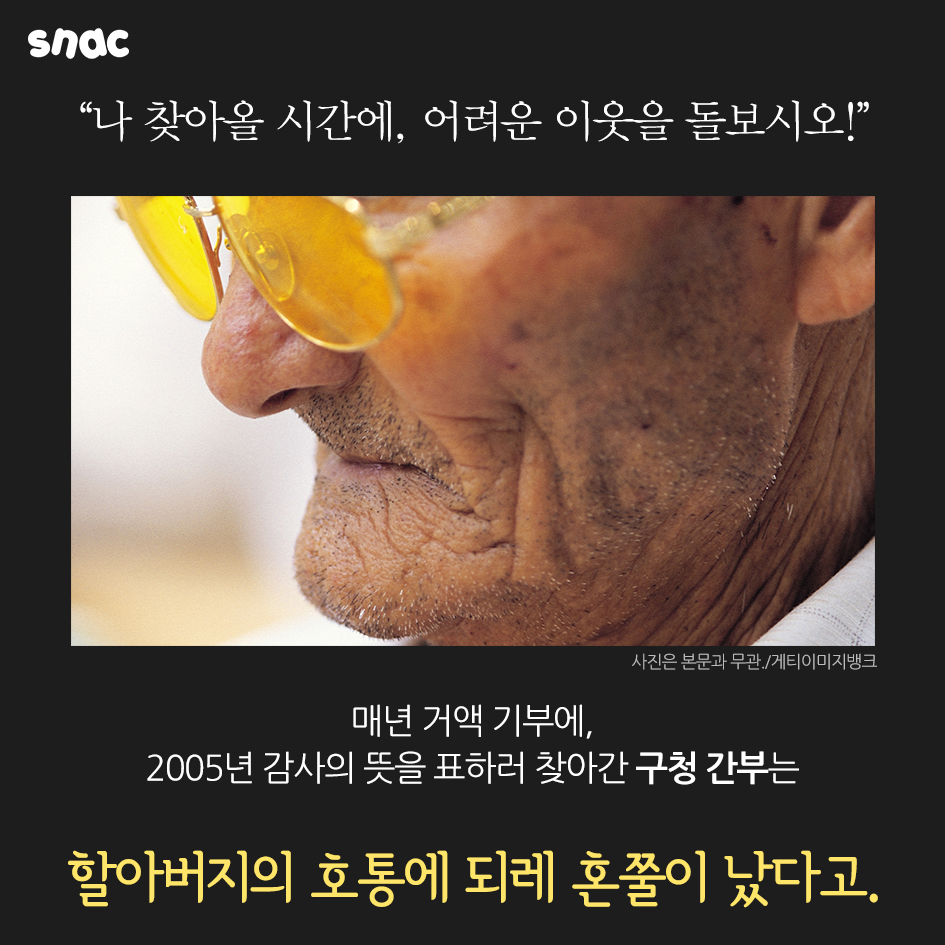 snac
“나 찾아올 시간에, 어려운 이웃을 돌보시오!”
사진은 본문과 무관./게티이미지뱅크
매년 거액 기부에,
2005년 감사의 뜻을 표하러 찾아간 구청 간부는
할아버지의 호통에 되레 혼쭐이 났다고.